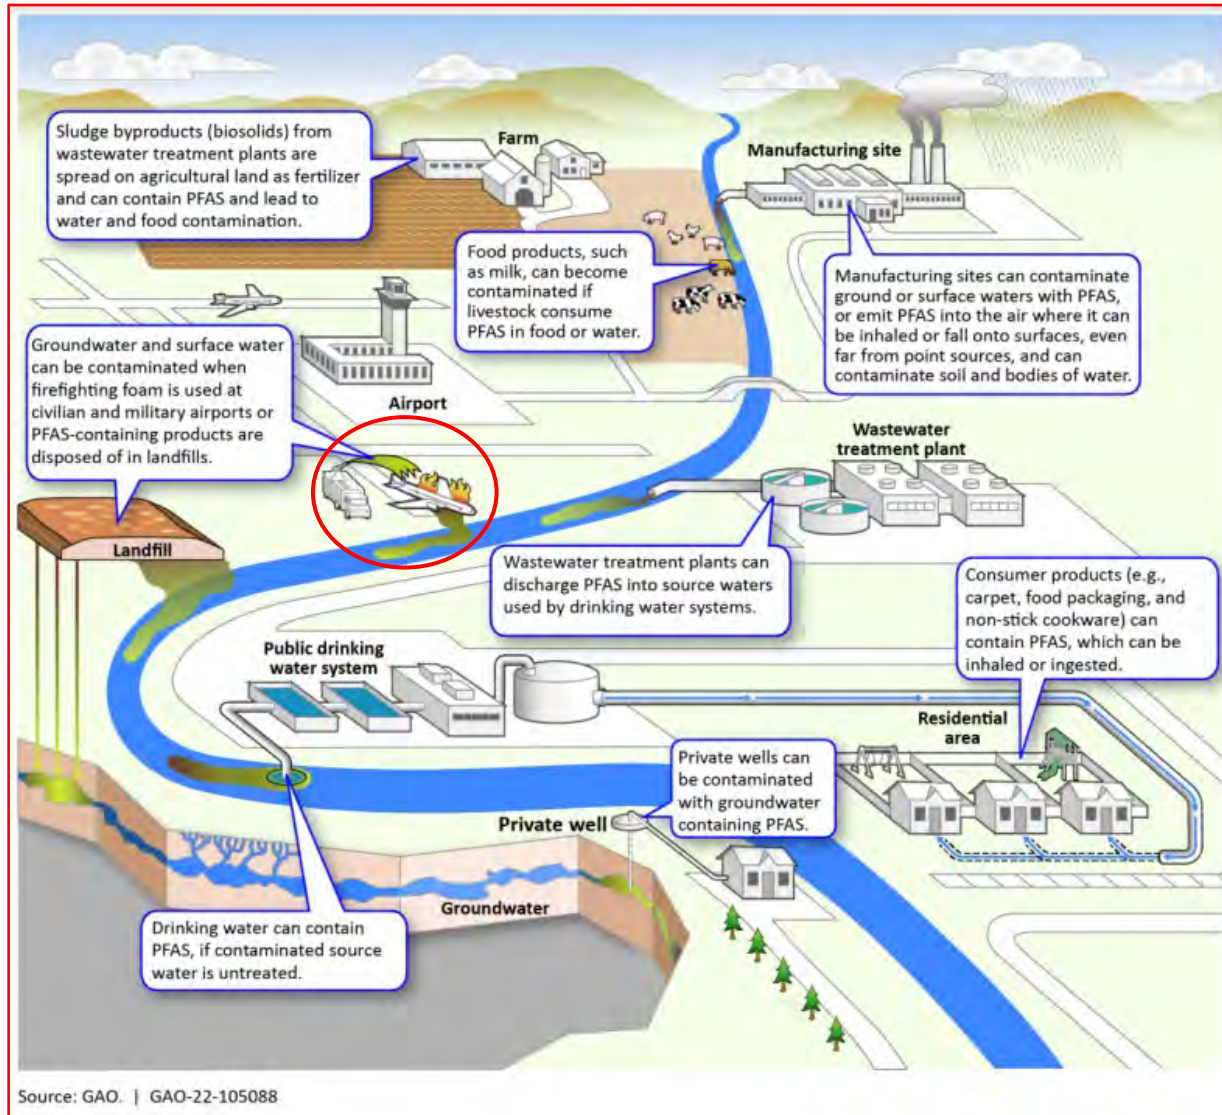 Sludge byproducts (biosolids) from
wastewater treatment plants are
spread on agricultural land as fertilizer
and can contain PFAS and lead to
water and food contamination.
Farm
Manufacturing site
Food products, such
as milk, can become
contaminated if
livestock consume
PFAS in food or water.
Manufacturing sites can contaminate
ground or surface waters with PFAS,
or emit PFAS into the air where it can
be inhaled or fall onto surfaces, even
far from point sources, and can
contaminate soil and bodies of water.
Groundwater and surface water
can be contaminated when
firefighting foam is used at
civilian and military airports or
PFAS-containing products are
disposed of in landfills.
Airport
Wastewater
treatment plant
Landfill
Wastewater treatment plants can
discharge PFAS into source waters
used by drinking water systems.
Consumer products (e.g.,
carpet, food packaging, and
non-stick cookware) can
contain PFAS, which can be
inhaled or ingested.
Public drinking
water system
Residential
area
Private wells can
be contaminated
with groundwater
containing PFAS.
Private well
Groundwater
Drinking water can contain
PFAS, if contaminated source
water is untreated.
Source: GAO. | GAO-22-105088